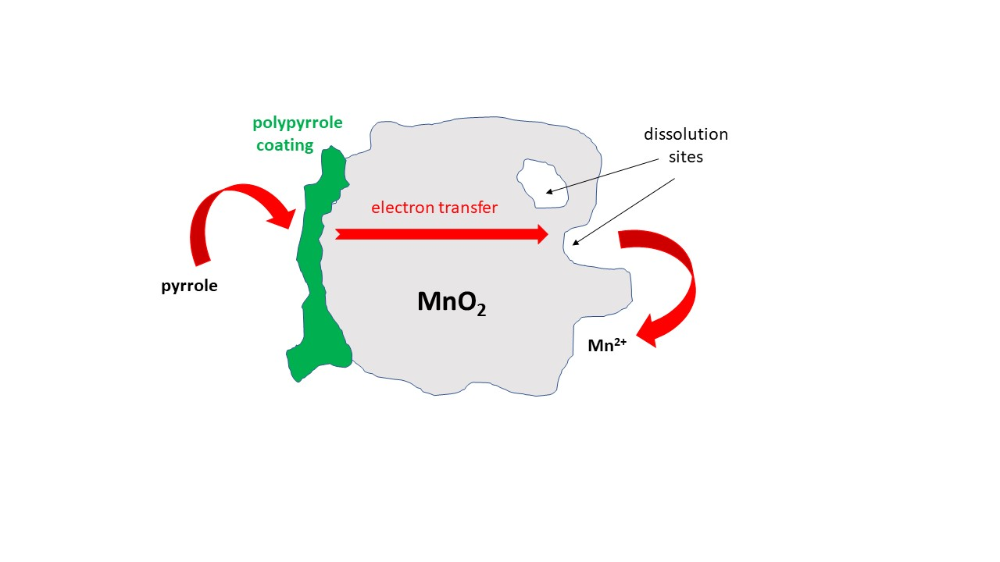 polypyrrole
coating
dissolution
sites
electron transfer
pyrrole
MnO₂
Mn²⁺